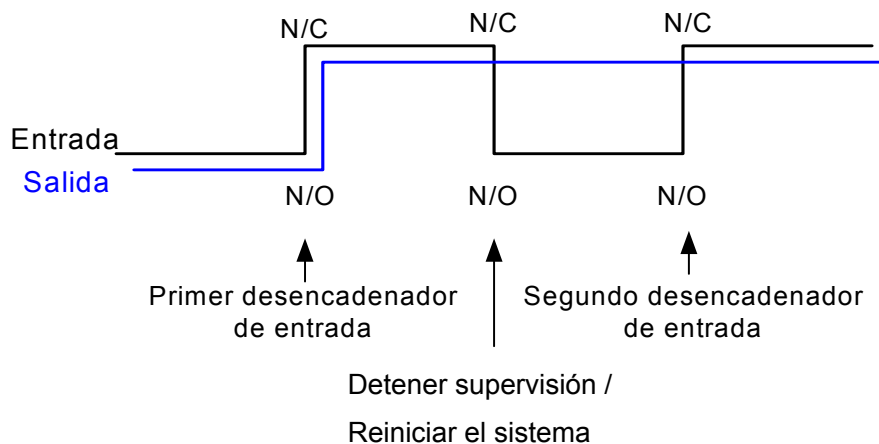 N/C N/C N/C
Entrada
Salida
N/O N/O N/O
Primer desencadenador
de entrada
Segundo desencadenador
de entrada
Detener supervisión /
Reiniciar el sistema